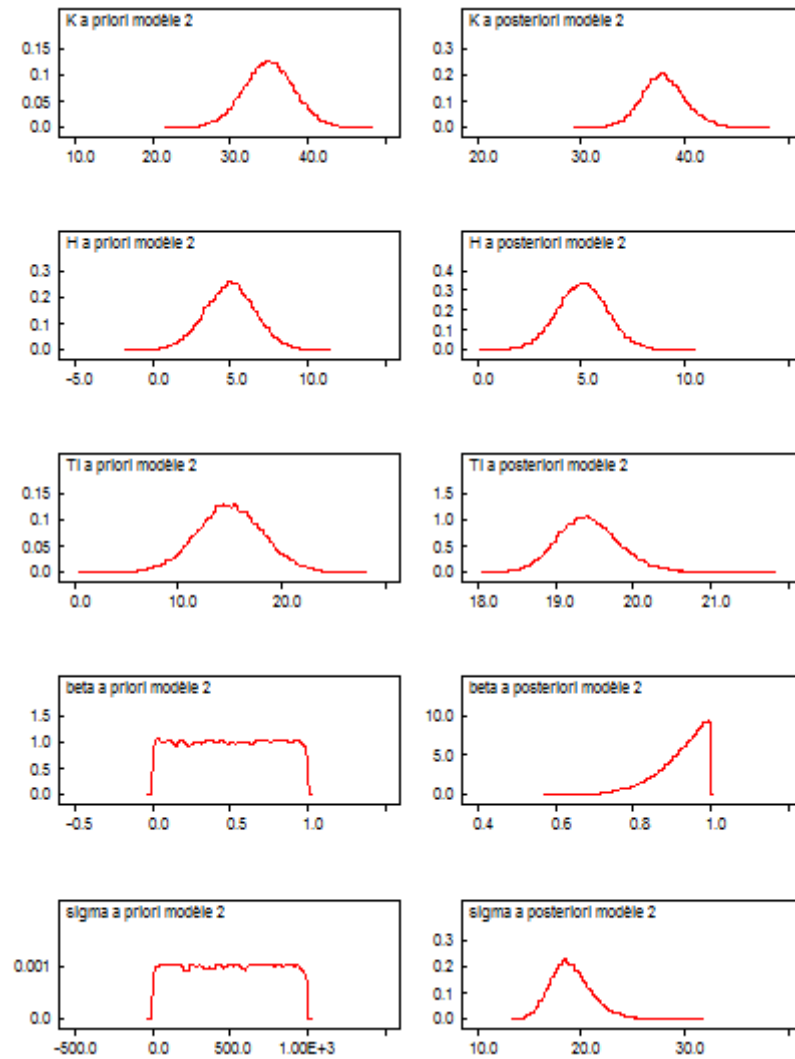 K a priori modèle 2
K a posteriori modèle 2
0.15
0.1
0.05
0.0
10.0 20.0 30.0 40.0
0.3
0.2
0.1
0.0
20.0 30.0 40.0
H a priori modèle 2
H a posteriori modèle 2
0.3
0.2
0.1
0.0
-5.0 0.0 5.0 10.0
0.4
0.3
0.2
0.1
0.0
0.0 5.0 10.0
TI a priori modèle 2
TI a posteriori modèle 2
0.15
0.1
0.05
0.0
0.0 10.0 20.0
1.5
1.0
0.5
0.0
18.0 19.0 20.0 21.0
beta a priori modèle 2
beta a posteriori modèle 2
1.5
1.0
0.5
0.0
-0.5 0.0 0.5 1.0
10.0
5.0
0.0
0.4 0.6 0.8 1.0
sigma a priori modèle 2
sigma a posteriori modèle 2
0.001
0.0
-500.0 0.0 500.0 1.00E+3
0.3
0.2
0.1
0.0
10.0 20.0 30.0